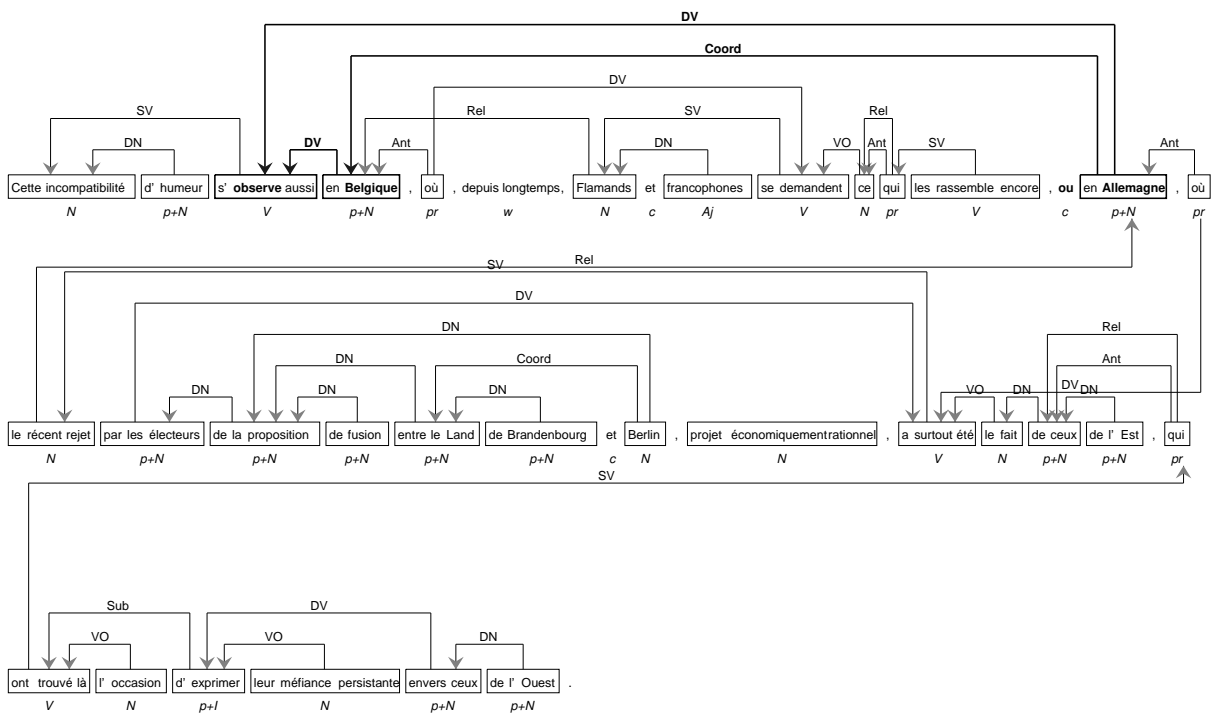 DV
Coord
DV
SV Rel SV Rel
DN DV Ant DN VO Ant SV Ant
Cette incompatibilité d' humeur s' observe aussi en Belgique , où , depuis longtemps, Flamands et francophones se demandent ce qui les rassemble encore , ou en Allemagne , où
N p+N V p+N pr w N c Aj V N pr V c p+N pr
SV Rel
DV
DN Rel
DN Coord Ant
DN DN DN VO DN DV DN
le récent rejet par les électeurs de la proposition de fusion entre le Land de Brandenbourg et Berlin , projet économiquement rationnel , a surtout été le fait de ceux de l' Est , qui
N p+N p+N p+N p+N p+N c N N V N p+N p+N pr
SV
Sub DV
VO VO DN
ont trouvé là l' occasion d' exprimer leur méfiance persistante envers ceux de l' Ouest .
V N p+I N p+N p+N